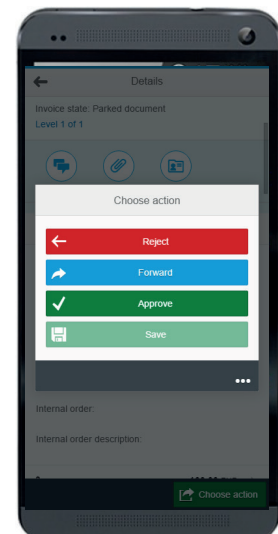 Details
Invoice state: Parked document
Level 1 of 1
Choose action
Reject
Forward
Approve
Save
Internal order:
Internal order description:
Choose action